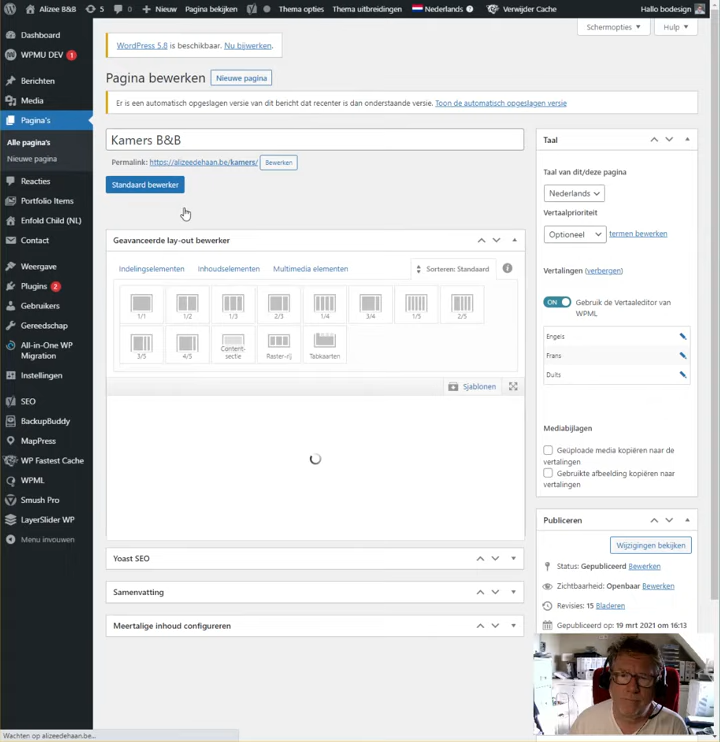 Alizee B&B 5 0 Nieuw Pagina bekijken Thema opties Thema uitbreidingen Nederlands Verwijder Cache Hallo bodesign
Schermopties Hulp
WordPress 5.8 is beschikbaar. Nu bijwerken.
Pagina bewerken Nieuwe pagina
Er is een automatisch opgeslagen versie van dit bericht dat recenter is dan onderstaande versie. Toon de automatisch opgeslagen versie
Dashboard
WPMU DEV 1
Berichten
Media
Pagina's
Alle pagina's
Nieuwe pagina
Reacties
Portfolio Items
Enfold Child (NL)
Contact
Weergave
Plugins 2
Gebruikers
Gereedschap
All-in-One WP
Migration
Instellingen
SEO
BackupBuddy
MapPress
WP Fastest Cache
WPML
Smush Pro
LayerSlider WP
Menu invouwen
Kamers B&B
Permalink: https://alizeedehaan.be/kamers/ Bewerken
Standaard bewerker
Geavanceerde lay-out bewerker
Indelingselementen Inhoudselementen Multimedia elementen Sorteren: Standaard
1/1 1/2 1/3 2/3 1/4 3/4 1/5 2/5
3/5 4/5 Content-
sectie Raster-rij Tabkaarten
Sjablonen
Yoast SEO
Samenvatting
Meertalige inhoud configureren
Taal
Taal van dit/deze pagina
Nederlands
Vertaalprioriteit
Optioneel termen bewerken
Vertalingen (verbergen)
ON Gebruik de Vertaaleditor van
WPML
Engels
Frans
Duits
Mediabijlagen
Geüploade media kopiëren naar de
vertalingen
Gebruikte afbeelding kopiëren naar
vertalingen
Publiceren
Wijzigingen bekijken
Status: Gepubliceerd Bewerken
Zichtbaarheid: Openbaar Bewerken
Revisies: 15 Bladeren
Gepubliceerd op: 19 mrt 2021 om 16:13
Wachten op alizeedehaan.be...